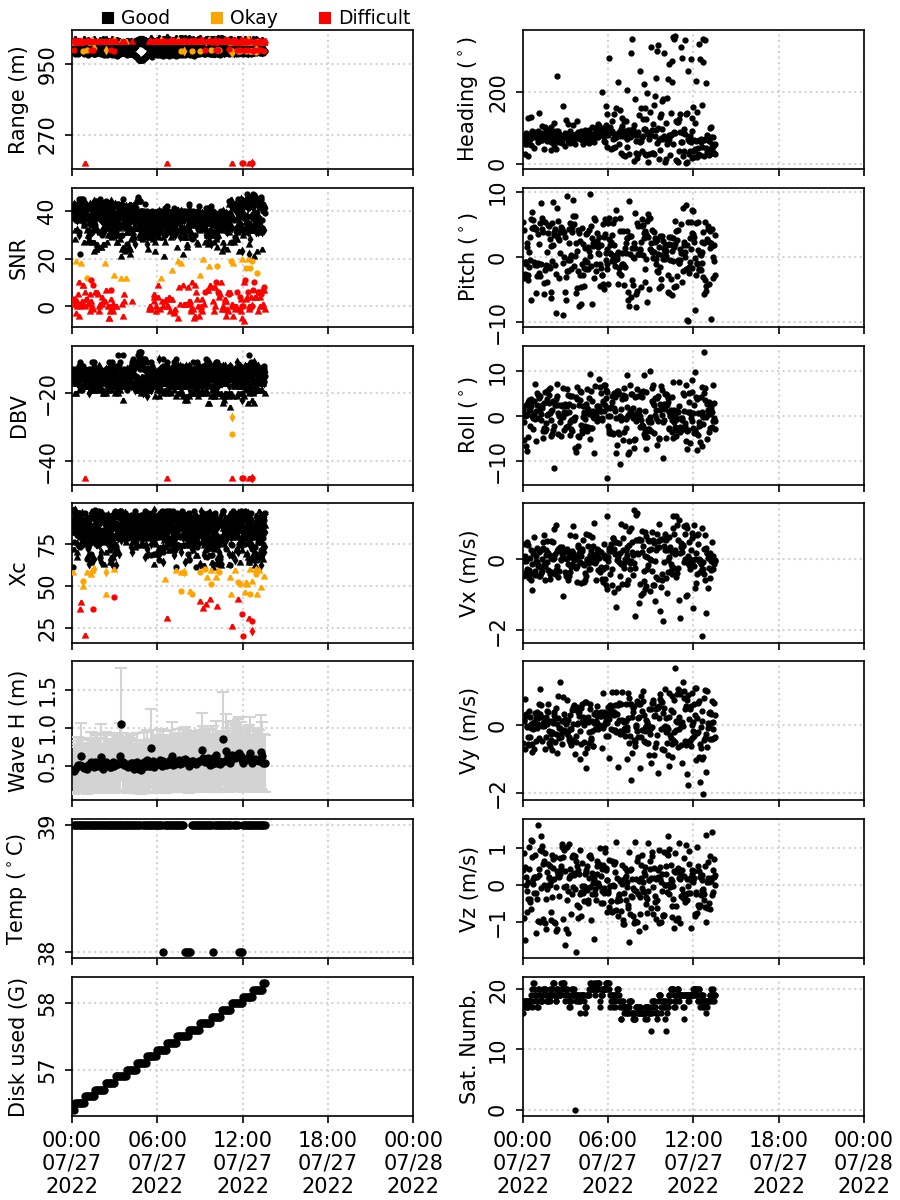 Good Okay Difficult
Range (m)
950
270
Heading (°)
200
0
SNR
40
20
0
Pitch (°)
10
0
−10
DBV
−20
−40
Roll (°)
10
0
−10
Xc
75
50
25
Vx (m/s)
0
−2
Wave H (m)
1.5
1.0
0.5
Vy (m/s)
0
−2
Temp (°C)
39
38
Vz (m/s)
1
0
−1
Disk used (G)
58
57
Sat. Numb.
20
10
0
00:00 06:00 12:00 18:00 00:00
07/27 07/27 07/27 07/27 07/28
2022 2022 2022 2022 2022
00:00 06:00 12:00 18:00 00:00
07/27 07/27 07/27 07/27 07/28
2022 2022 2022 2022 2022